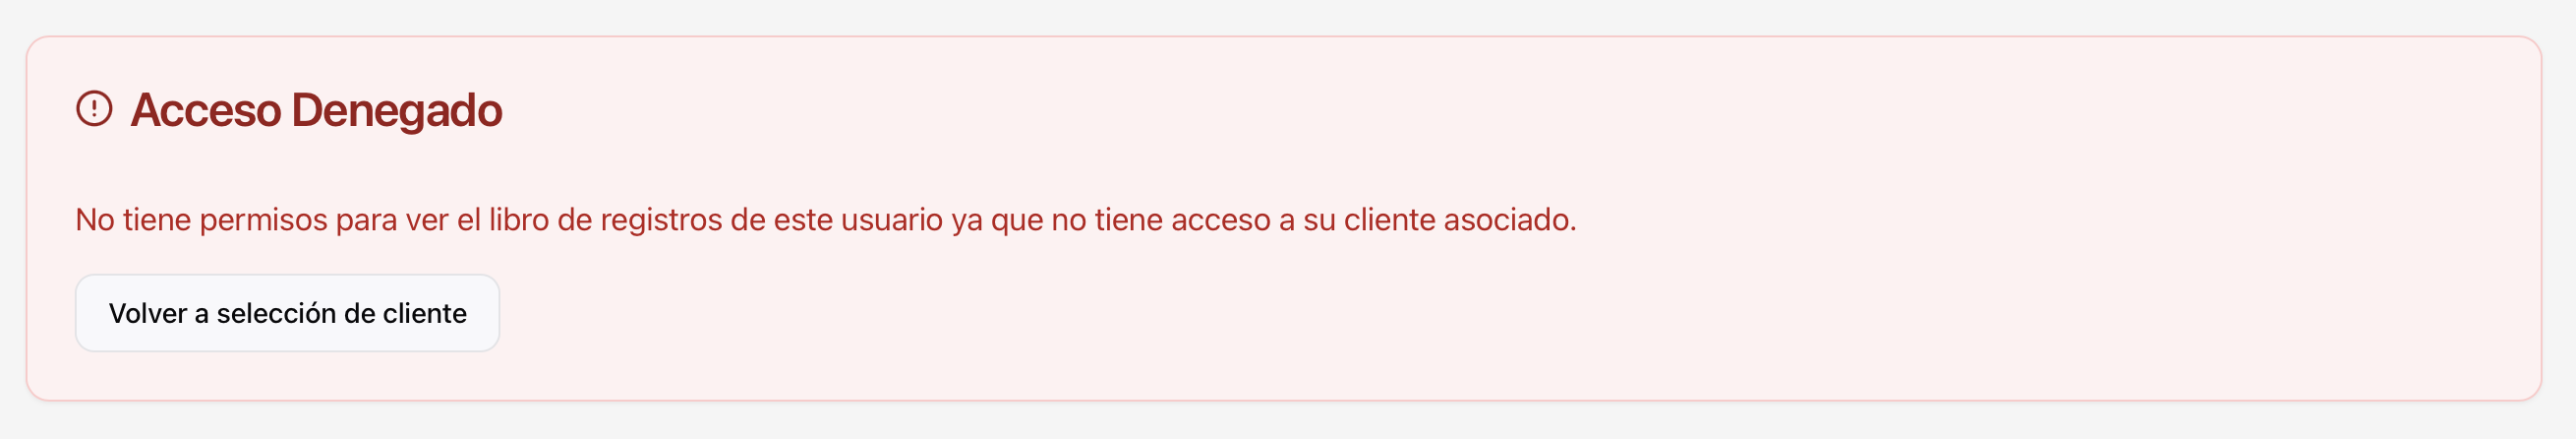 Acceso Denegado
No tiene permisos para ver el libro de registros de este usuario ya que no tiene acceso a su cliente asociado.
Volver a selección de cliente